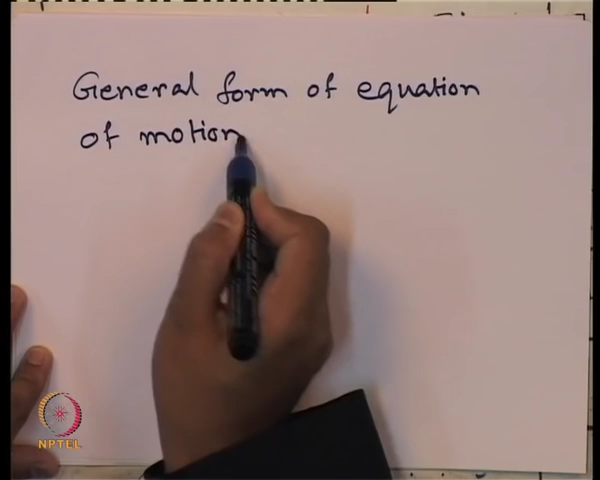 General form of equation
of motion
NPTEL